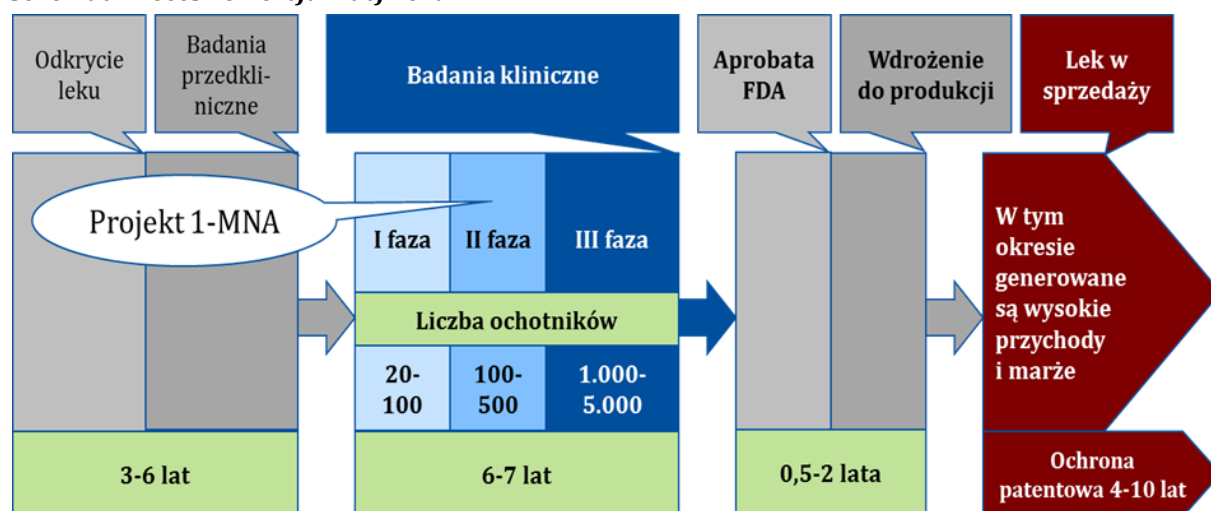 Odkrycie
leku
Badania
przedkli-
niczne
Badania kliniczne
Aprobata
FDA
Wdrożenie
do produkcji
Lek w
sprzedaży
Projekt 1-MNA
I faza
II faza
III faza
Liczba ochotników
20-
100
100-
500
1.000-
5.000
W tym
okresie
generowane
są wysokie
przychody
i marże
3-6 lat
6-7 lat
0,5-2 lata
Ochrona
patentowa 4-10 lat